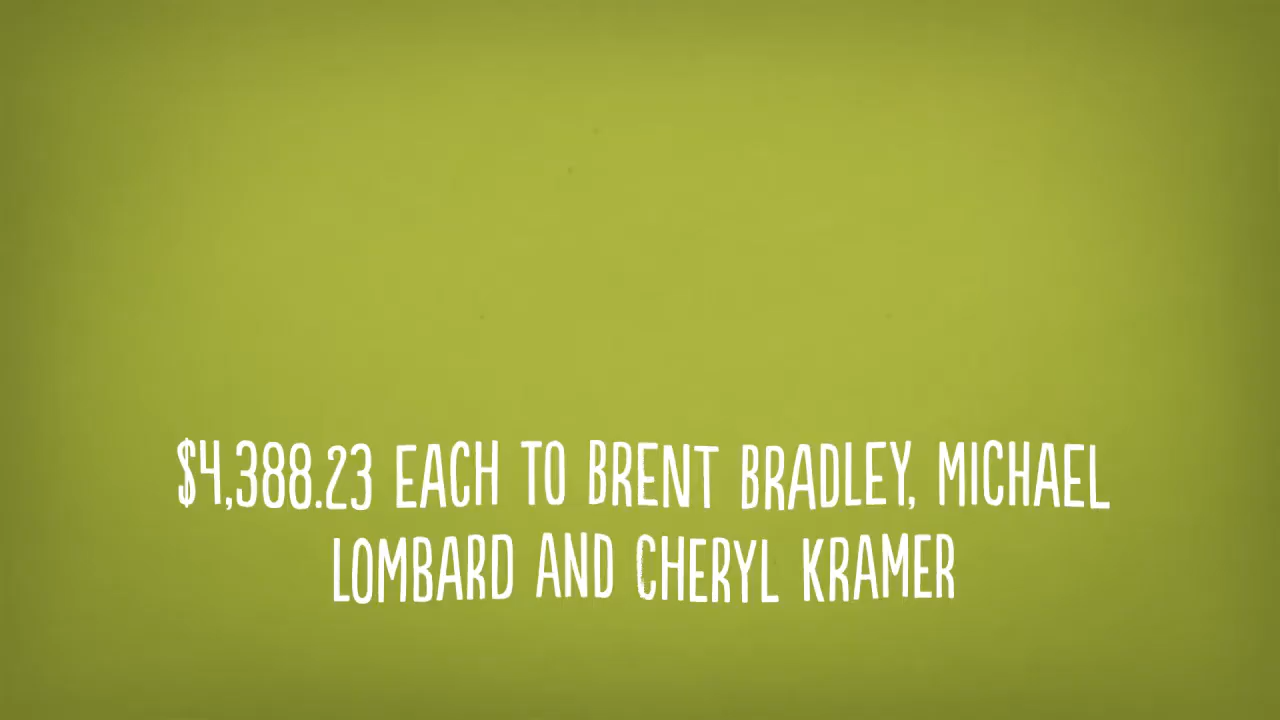 $4,388.23 EACH TO BRENT BRADLEY, MICHAEL
LOMBARD AND CHERYL KRAMER